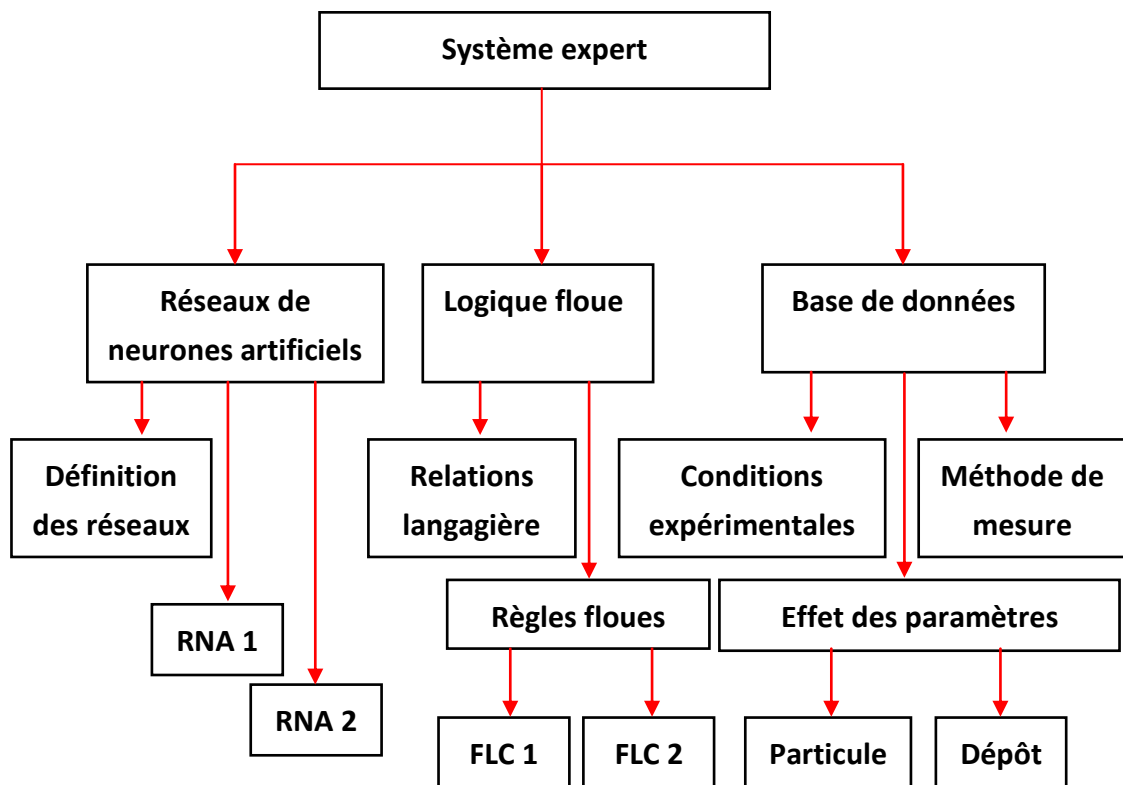 Système expert
Réseaux de
neurones artificiels
Logique floue
Base de données
Définition
des réseaux
Relations
langagière
Conditions
expérimentales
Méthode de
mesure
RNA 1
Règles floues
Effet des paramètres
RNA 2
FLC 1
FLC 2
Particule
Dépôt